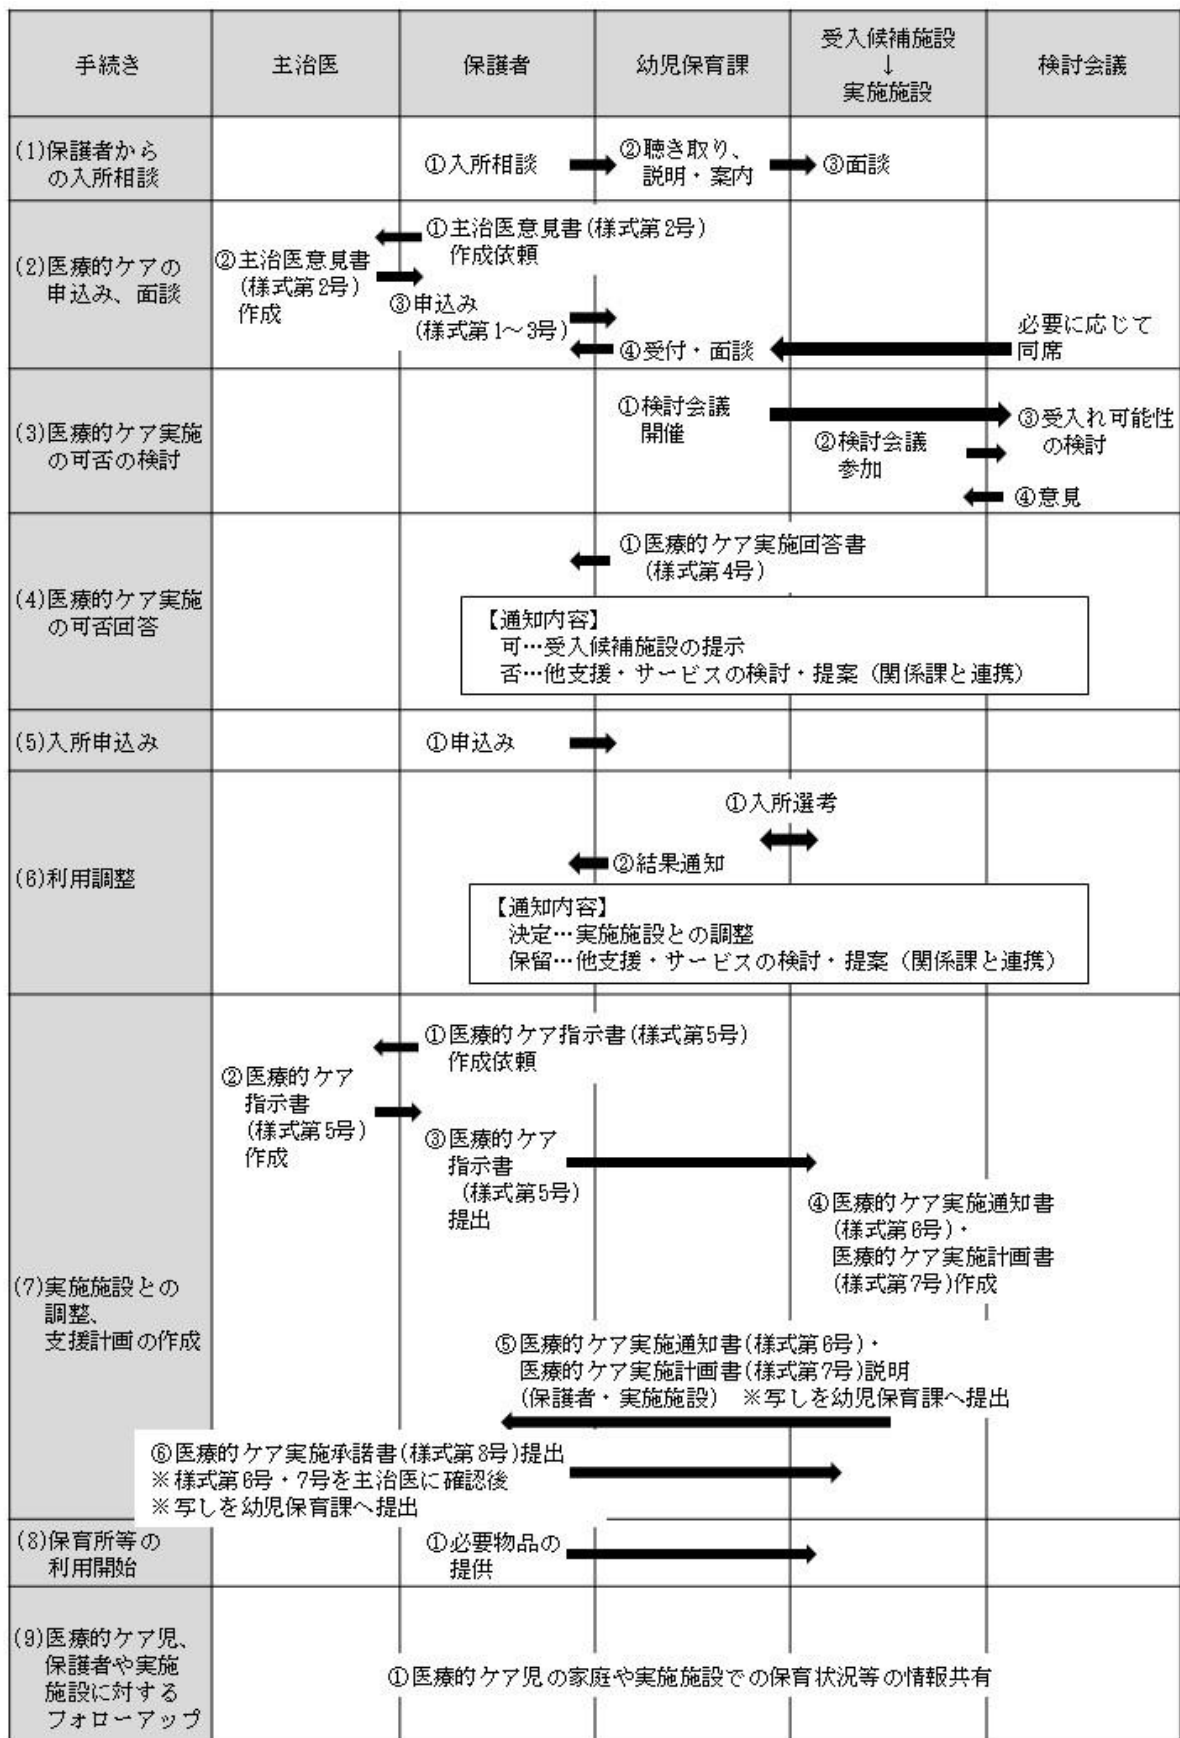 手続き
主治医
保護者
幼児保育課
受入候補施設
↓
実施施設
検討会議
(1)保護者から
の入所相談
①入所相談
②聴き取り、
説明・案内
③面談
(2)医療的ケアの
申込み、面談
①主治医意見書(様式第2号)
作成依頼
②主治医意見書
(様式第2号)
作成
③申込み
(様式第1～3号)
④受付・面談
必要に応じて
同席
(3)医療的ケア実施
の可否の検討
①検討会議
開催
②検討会議
参加
③受入れ可能性
の検討
④意見
(4)医療的ケア実施
の可否回答
①医療的ケア実施回答書
(様式第4号)
【通知内容】
可…受入候補施設の提示
否…他支援・サービスの検討・提案（関係課と連携）
(5)入所申込み
①申込み
(6)利用調整
①入所選考
②結果通知
【通知内容】
決定…実施施設との調整
保留…他支援・サービスの検討・提案（関係課と連携）
(7)実施施設との
調整、
支援計画の作成
①医療的ケア指示書(様式第5号)
作成依頼
②医療的ケア
指示書
(様式第5号)
作成
③医療的ケア
指示書
(様式第5号)
提出
④医療的ケア実施通知書
(様式第6号)・
医療的ケア実施計画書
(様式第7号)作成
⑤医療的ケア実施通知書(様式第6号)・
医療的ケア実施計画書(様式第7号)説明
(保護者・実施施設)　※写しを幼児保育課へ提出
⑥医療的ケア実施承諾書(様式第8号)提出
※様式第6号・7号を主治医に確認後
※写しを幼児保育課へ提出
(8)保育所等の
利用開始
①必要物品の
提供
(9)医療的ケア児、
保護者や実施
施設に対する
フォローアップ
①医療的ケア児の家庭や実施施設での保育状況等の情報共有